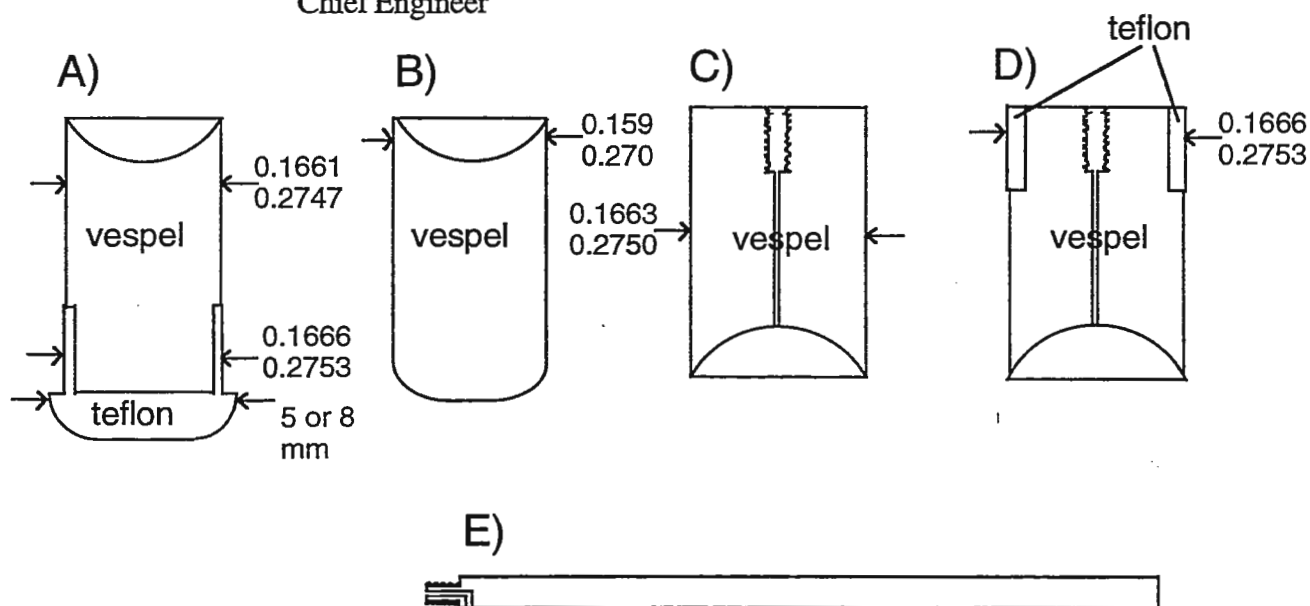 Chief Engineer
teflon
A)
B)
C)
D)
0.1661
0.2747
vespel
0.1666
0.2753
teflon
5 or 8
mm
0.159
0.270
vespel
0.1663
0.2750
vespel
0.1666
0.2753
vespel
E)